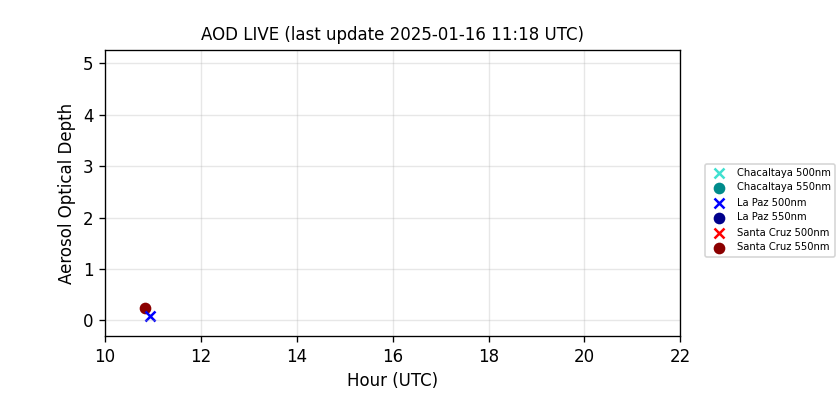 AOD LIVE (last update 2025-01-16 11:18 UTC)
5
4
3
2
1
0
Aerosol Optical Depth
10 12 14 16 18 20 22
Hour (UTC)
Chacaltaya 500nm
Chacaltaya 550nm
La Paz 500nm
La Paz 550nm
Santa Cruz 500nm
Santa Cruz 550nm